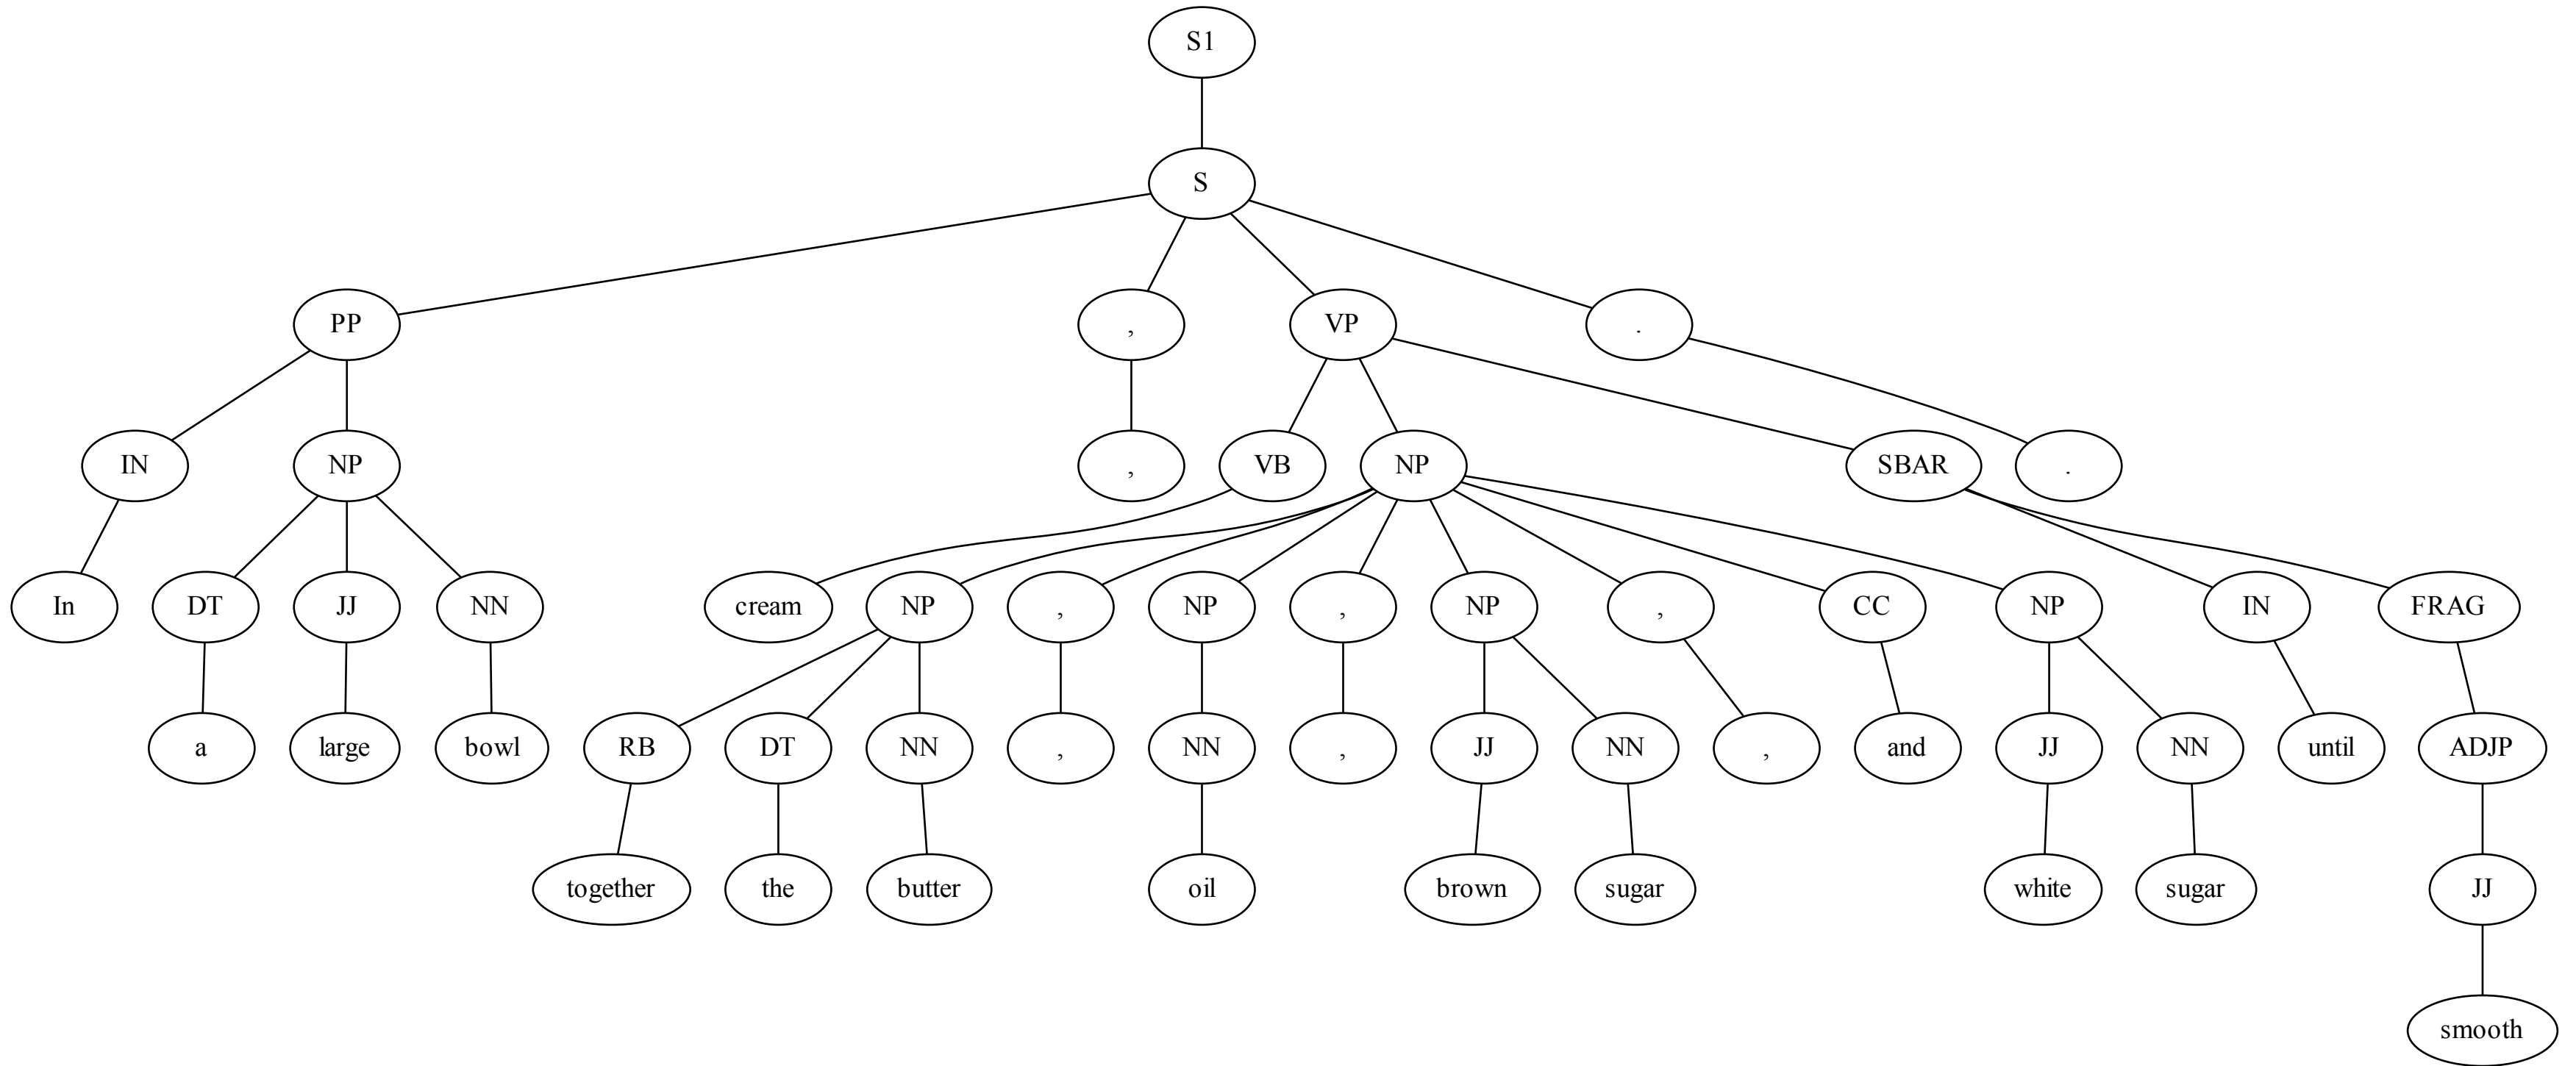 S1
S
PP , VP .
IN NP , VB NP SBAR .
In DT JJ NN cream NP , NP , NP , CC NP IN FRAG
a large bowl RB DT NN , NN , JJ NN , and JJ NN until ADJP
together the butter oil brown sugar white sugar JJ
smooth